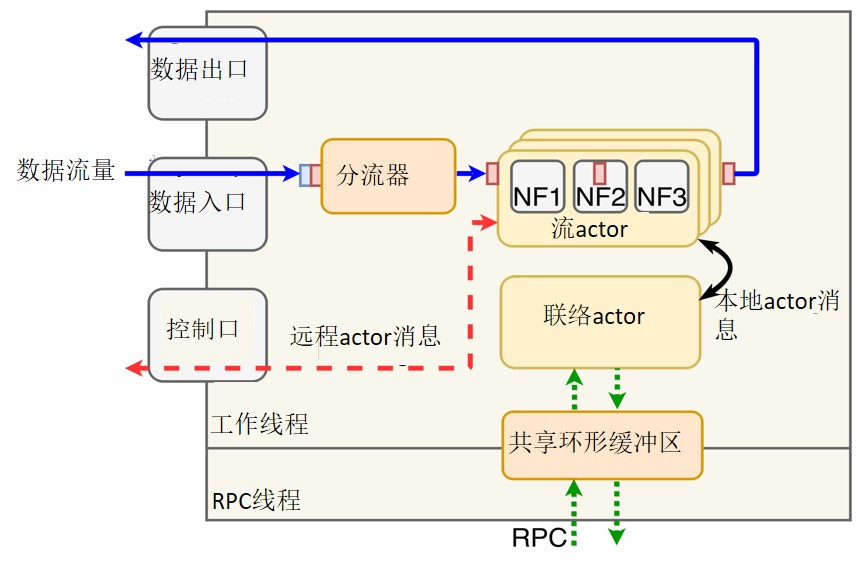 数据出口
数据流量
数据入口
分流器
NF1
NF2
NF3
流actor
控制口
远程actor消息
联络actor
本地actor消
息
工作线程
共享环形缓冲区
RPC线程
RPC